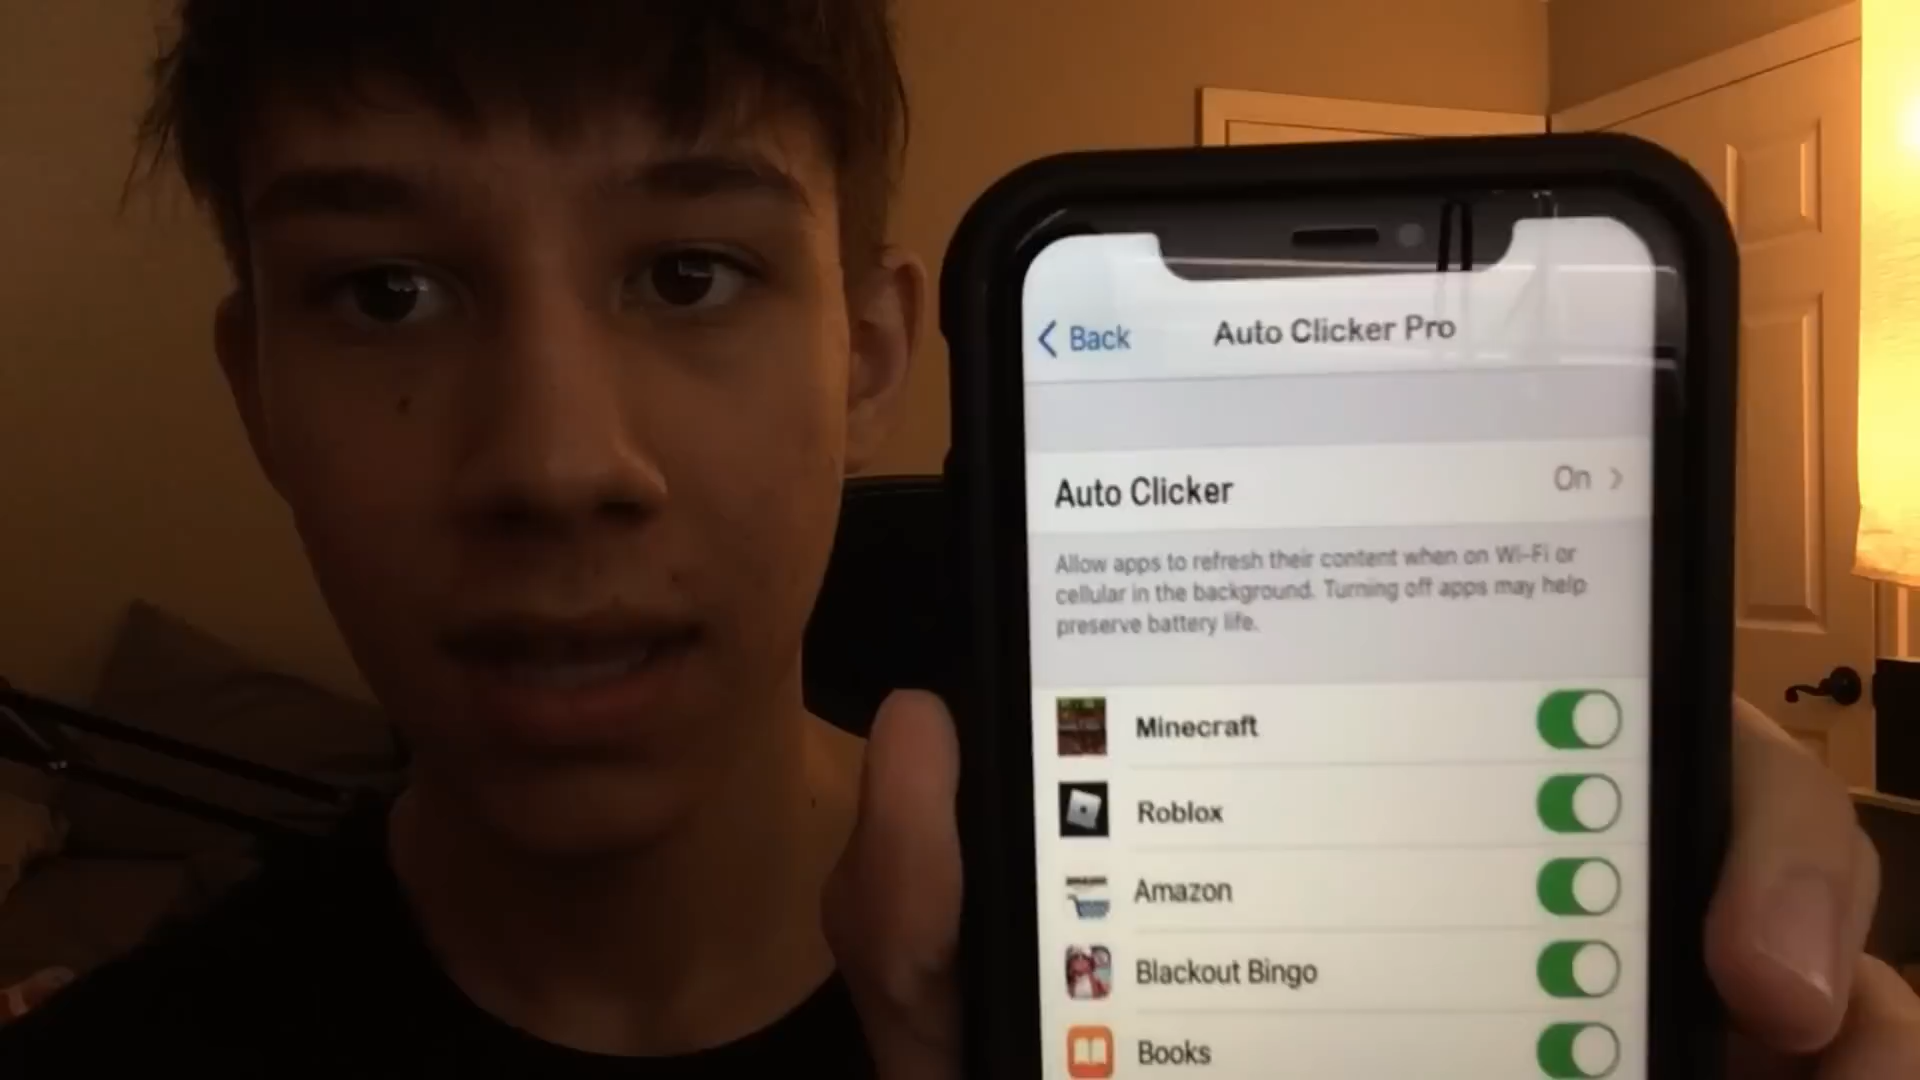 Back
Auto Clicker Pro
Auto Clicker
On
Allow apps to refresh their content when on Wi-Fi or
cellular in the background. Turning off apps may help
preserve battery life.
Minecraft
Roblox
Amazon
Blackout Bingo
Books